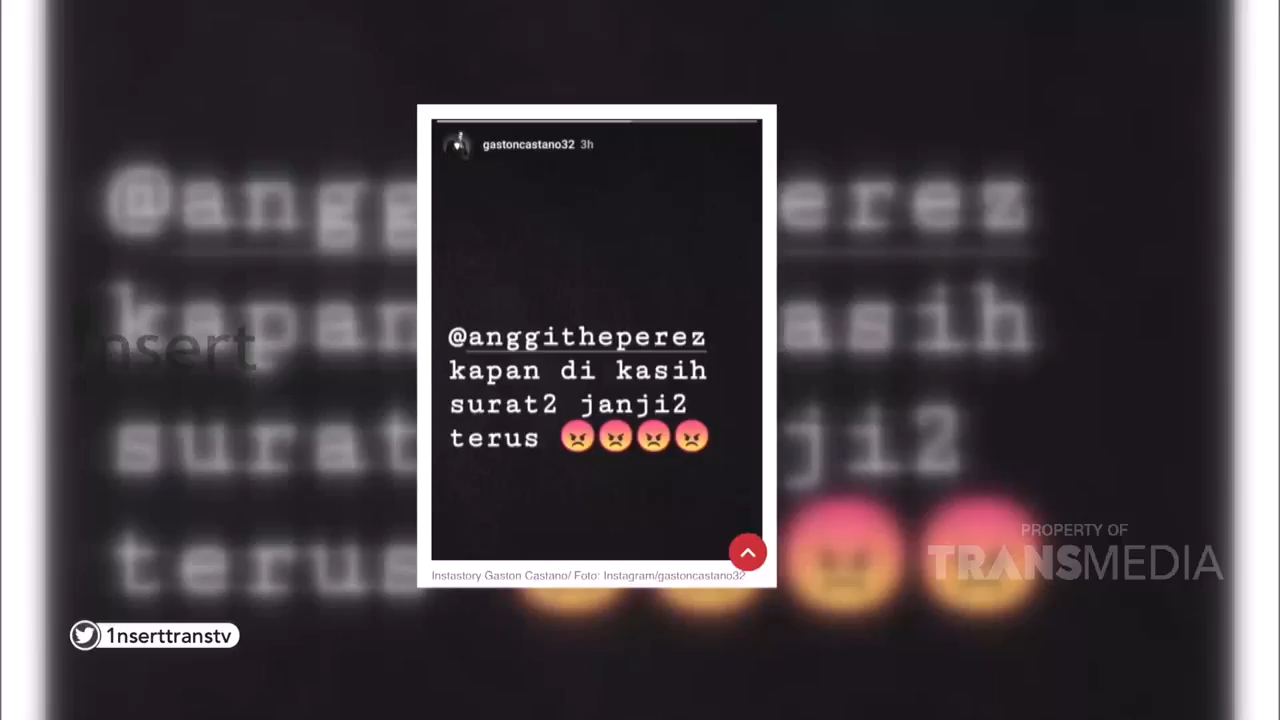 gastoncastano32 3h
@anggitheperez
kapan di kasih
surat2 janji2
terus 😡😡😡😡
Instastory Gaston Castano/ Foto: Instagram/gastoncastano32
nsert
PROPERTY OF
TRANSMEDIA
1nserttranstv